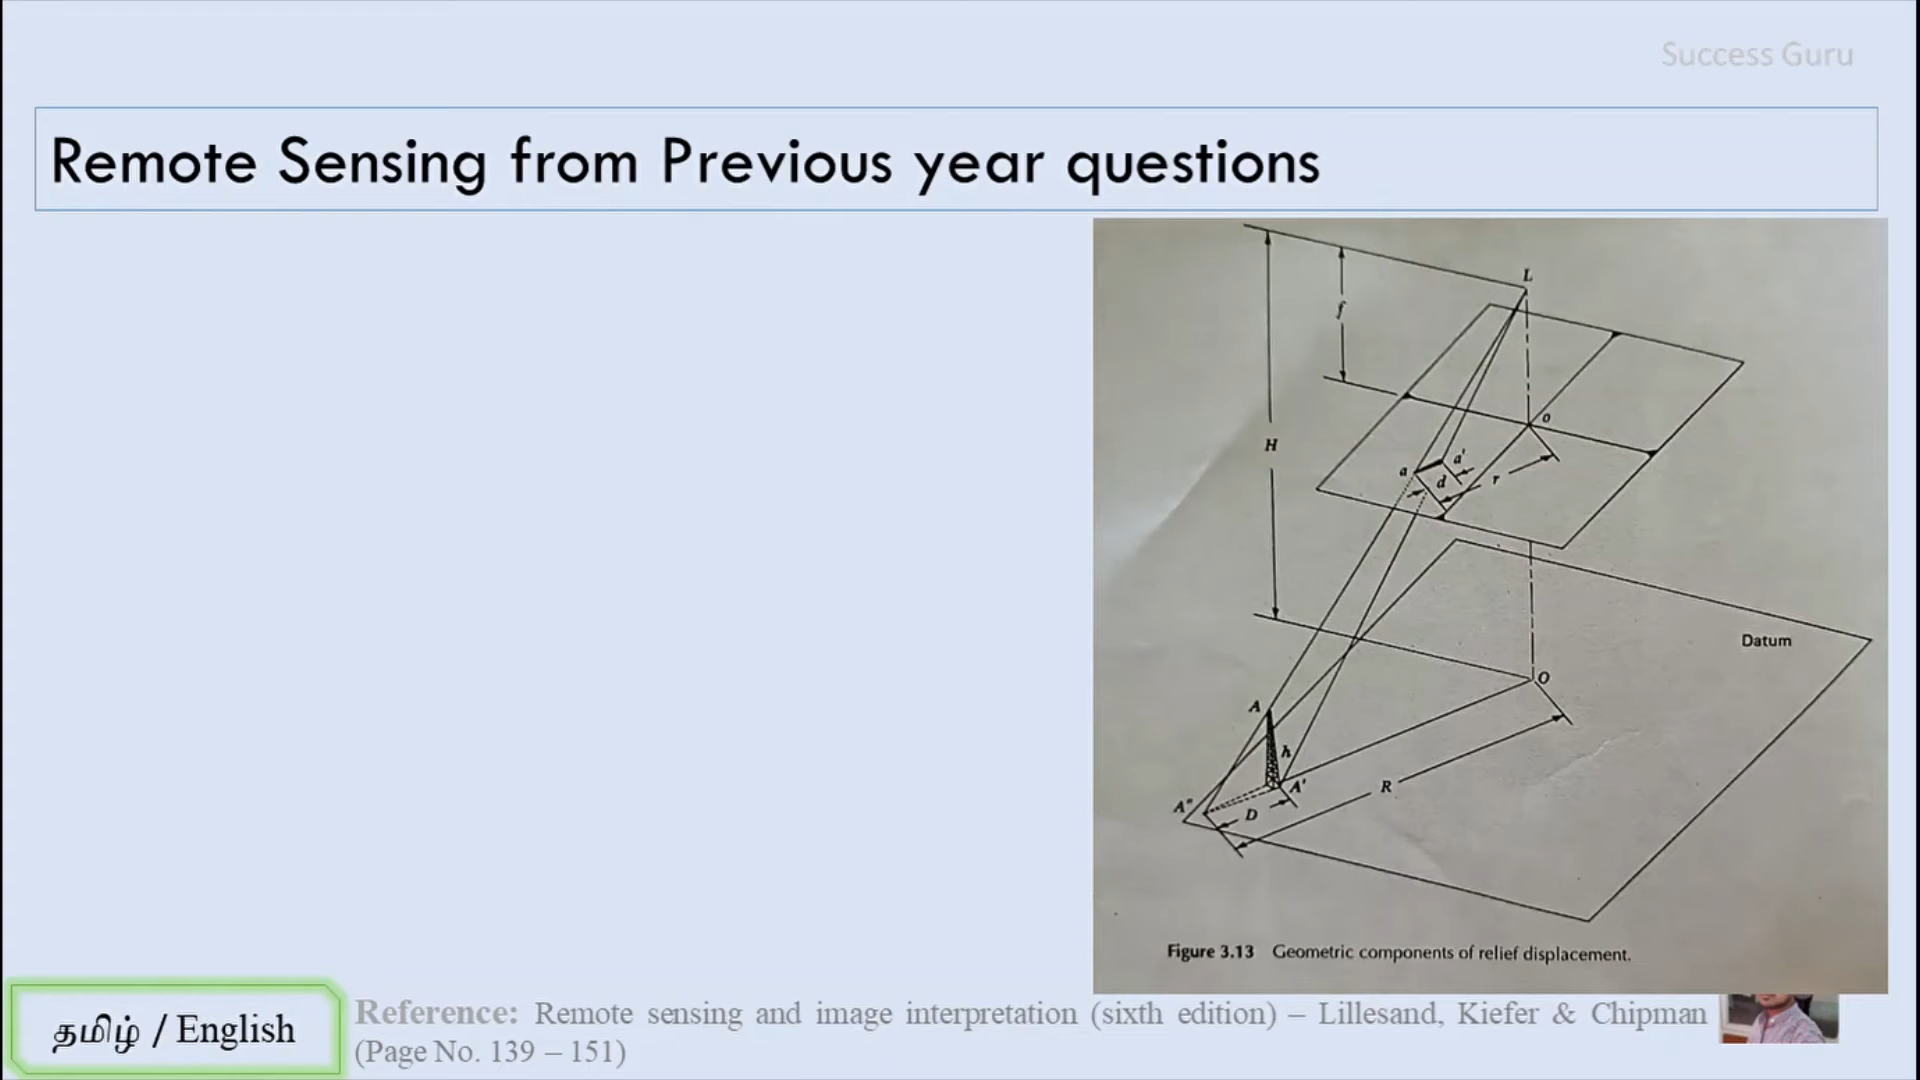 Success Guru
Remote Sensing from Previous year questions
L
f
o
H
a
a'
d
r
Datum
O
A
h
A'
R
A"
D
Figure 3.13 Geometric components of relief displacement.
தமிழ் / English
Reference: Remote sensing and image interpretation (sixth edition) – Lillesand, Kiefer & Chipman
(Page No. 139 – 151)